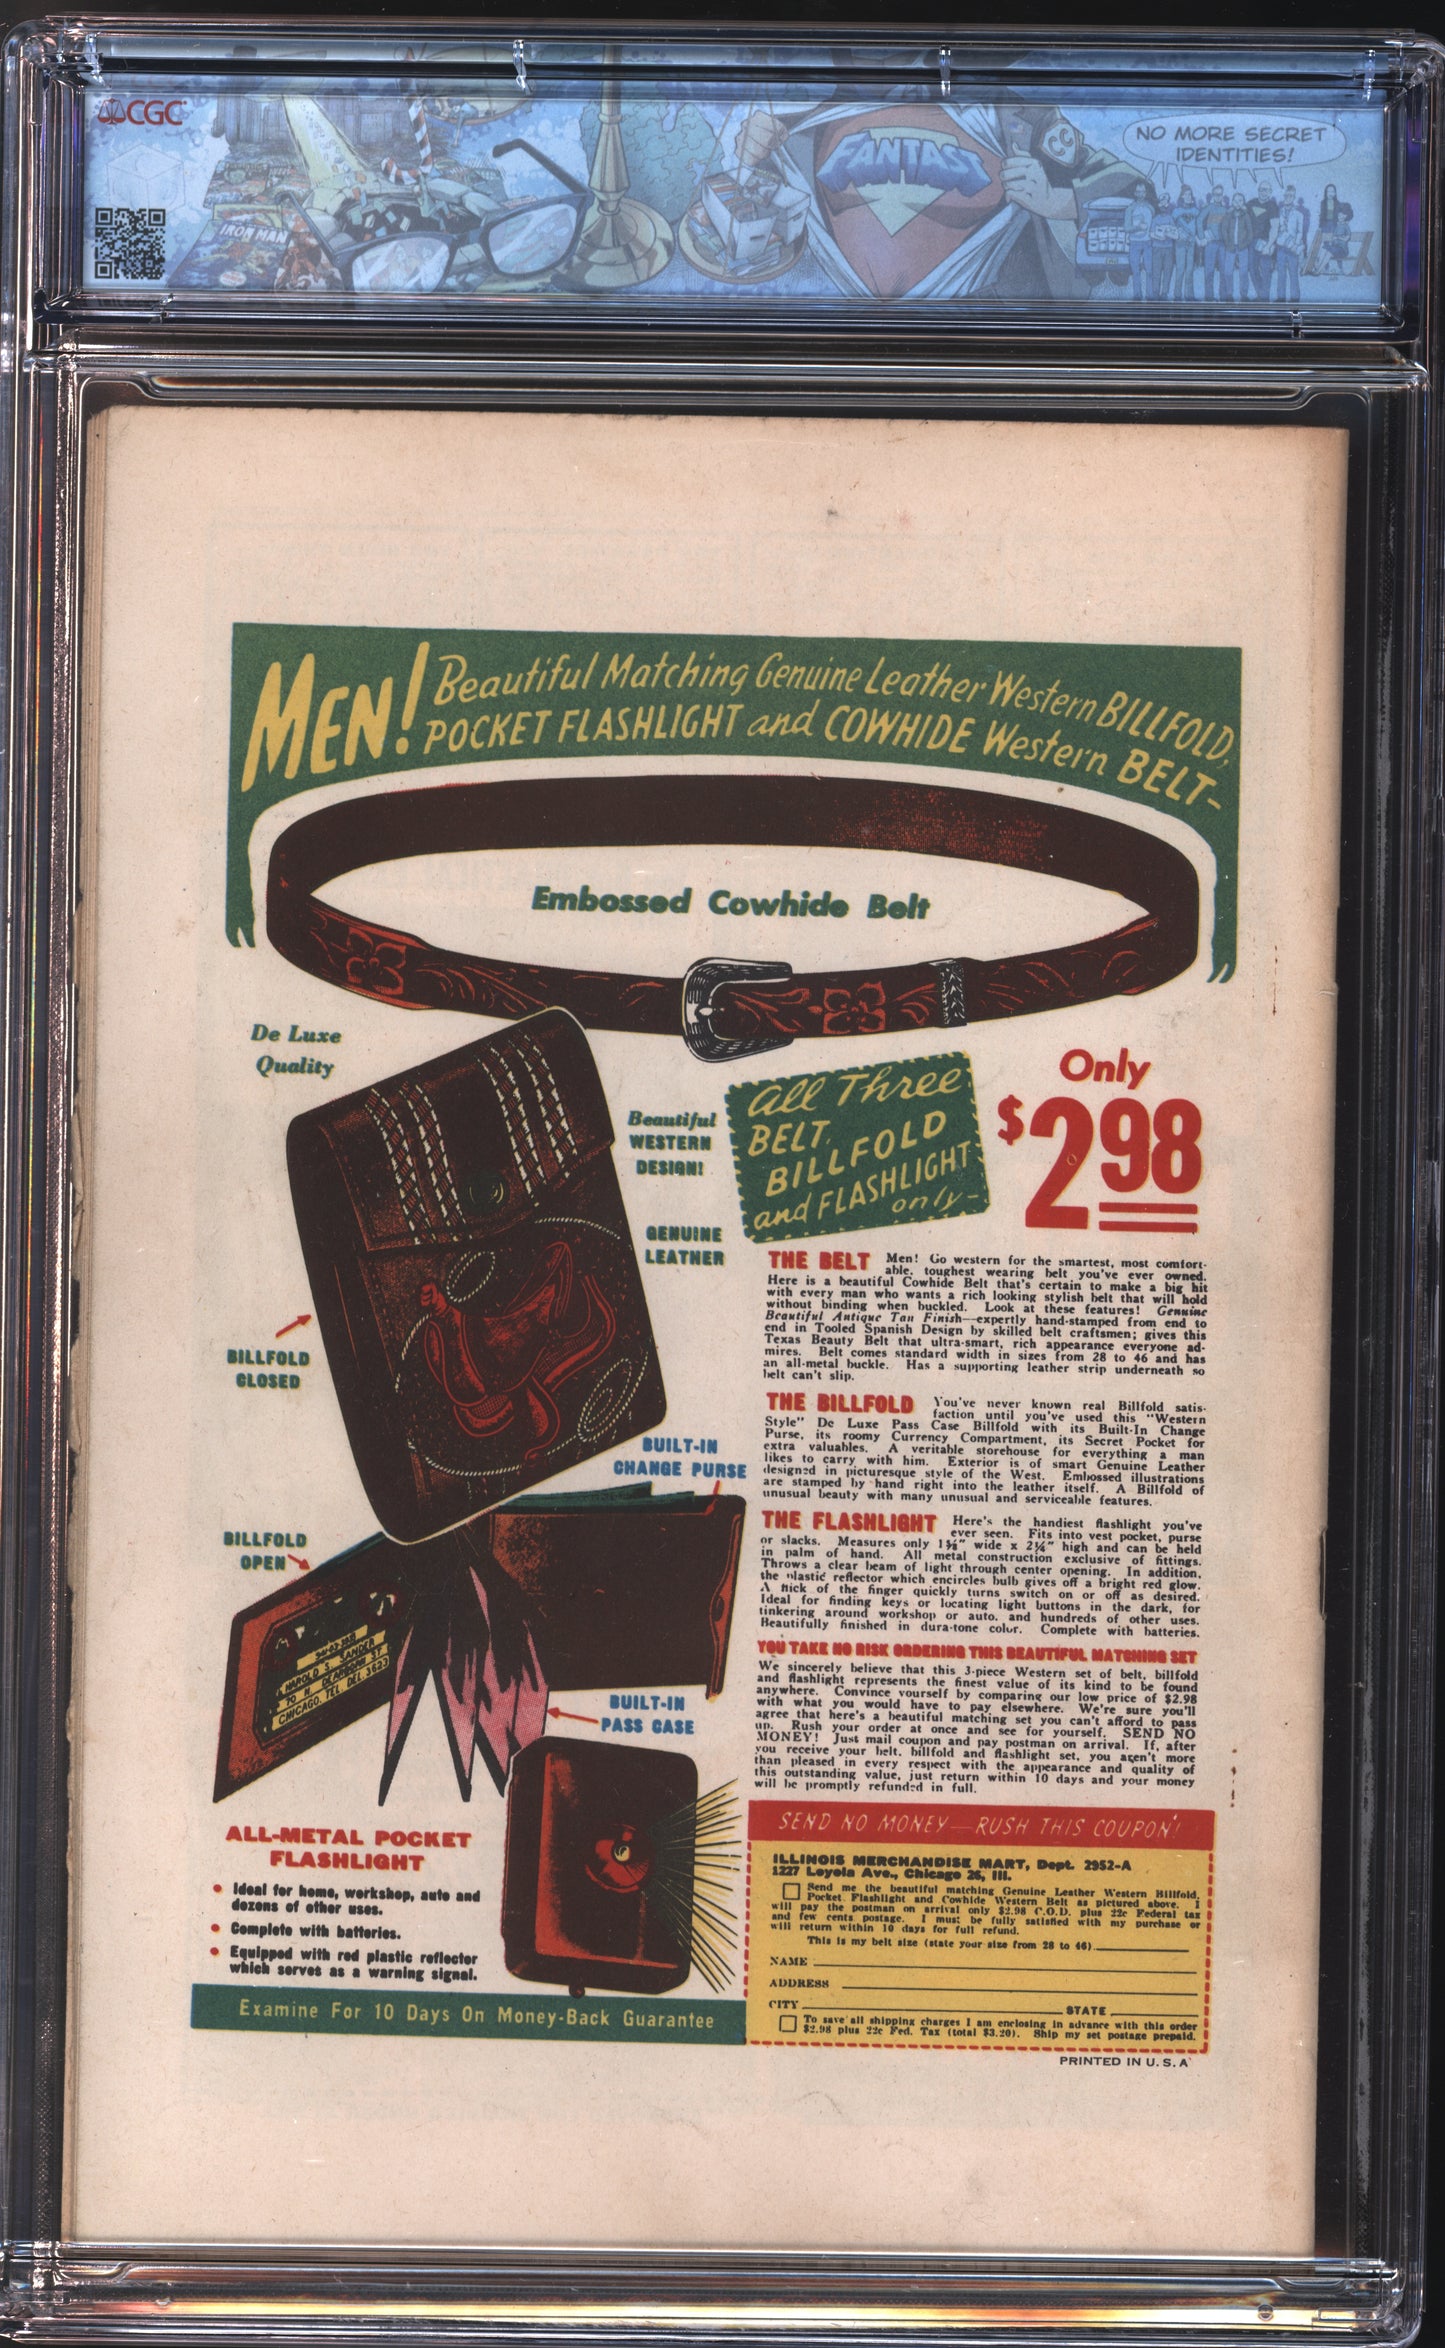 CGC
IRON MAN
FANTAST
CC
NO MORE SECRET
IDENTITIES!
MEN! Beautiful Matching Genuine Leather Western BILLFOLD,
POCKET FLASHLIGHT and COWHIDE Western BELT-
Embossed Cowhide Belt
De Luxe
Quality
Beautiful
WESTERN
DESIGN!
GENUINE
LEATHER
All Three
BELT,
BILLFOLD
and FLASHLIGHT
only-
Only
$2.98
BILLFOLD
CLOSED
THE BELT Men! Go western for the smartest, most comfort-
able, toughest wearing belt you've ever owned.
Here is a beautiful Cowhide Belt that's certain to make a big hit
with every man who wants a rich looking stylish belt that will hold
without binding when buckled. Look at these features! Genuine
Beautiful Antique Tan Finish—expertly hand-stamped from end to
end in Tooled Spanish Design by skilled belt craftsmen; gives this
Texas Beauty Belt that ultra-smart, rich appearance everyone ad-
mires. Belt comes standard width in sizes from 28 to 46 and has
an all-metal buckle. Has a supporting leather strip underneath so
belt can't slip.
THE BILLFOLD You've never known real Billfold satis-
faction until you've used this "Western
Style" De Luxe Pass Case Billfold with its Built-In Change
Purse, its roomy Currency Compartment, its Secret Pocket for
extra valuables. A veritable storehouse for everything a man
likes to carry with him. Exterior is of smart Genuine Leather
designed in picturesque style of the West. Embossed illustrations
are stamped by hand right into the leather itself. A Billfold of
unusual beauty with many unusual and serviceable features.
BUILT-IN
CHANGE PURSE
BILLFOLD
OPEN
HAROLD S. SANDER
70 N. DEARBORN ST.
CHICAGO. TEL. DEL. 3623
BUILT-IN
PASS CASE
THE FLASHLIGHT Here's the handiest flashlight you've
ever seen. Fits into vest pocket, purse
or slacks. Measures only 1⅝" wide x 2¼" high and can be held
in palm of hand. All metal construction exclusive of fittings.
Throws a clear beam of light through center opening. In addition,
the plastic reflector which encircles bulb gives off a bright red glow.
A flick of the finger quickly turns switch on or off as desired.
Ideal for finding keys or locating light buttons in the dark, for
tinkering around workshop or auto, and hundreds of other uses.
Beautifully finished in dura-tone color. Complete with batteries.
YOU TAKE NO RISK ORDERING THIS BEAUTIFUL MATCHING SET
We sincerely believe that this 3-piece Western set of belt, billfold
and flashlight represents the finest value of its kind to be found
anywhere. Convince yourself by comparing our low price of $2.98
with what you would have to pay elsewhere. We're sure you'll
agree that here's a beautiful matching set you can't afford to pass
up. Rush your order at once and see for yourself. SEND NO
MONEY! Just mail coupon and pay postman on arrival. If, after
you receive your belt, billfold and flashlight set, you aren't more
than pleased in every respect with the appearance and quality of
this outstanding value, just return within 10 days and your money
will be promptly refunded in full.
ALL-METAL POCKET
FLASHLIGHT
• Ideal for home, workshop, auto and
dozens of other uses.
• Complete with batteries.
• Equipped with red plastic reflector
which serves as a warning signal.
Examine For 10 Days On Money-Back Guarantee
SEND NO MONEY—RUSH THIS COUPON!
ILLINOIS MERCHANDISE MART, Dept. 2952-A
1227 Loyola Ave., Chicago 26, Ill.
Send me the beautiful matching Genuine Leather Western Billfold,
Pocket Flashlight and Cowhide Western Belt as pictured above. I
will pay the postman on arrival only $2.98 C.O.D. plus 22c Federal tax
and few cents postage. I must be fully satisfied with my purchase or
will return within 10 days for full refund.
This is my belt size (state your size from 28 to 46)
NAME
ADDRESS
CITY STATE
To save all shipping charges I am enclosing in advance with this order
$2.98 plus 22c Fed. Tax (total $3.20). Ship my set postage prepaid.
PRINTED IN U. S. A